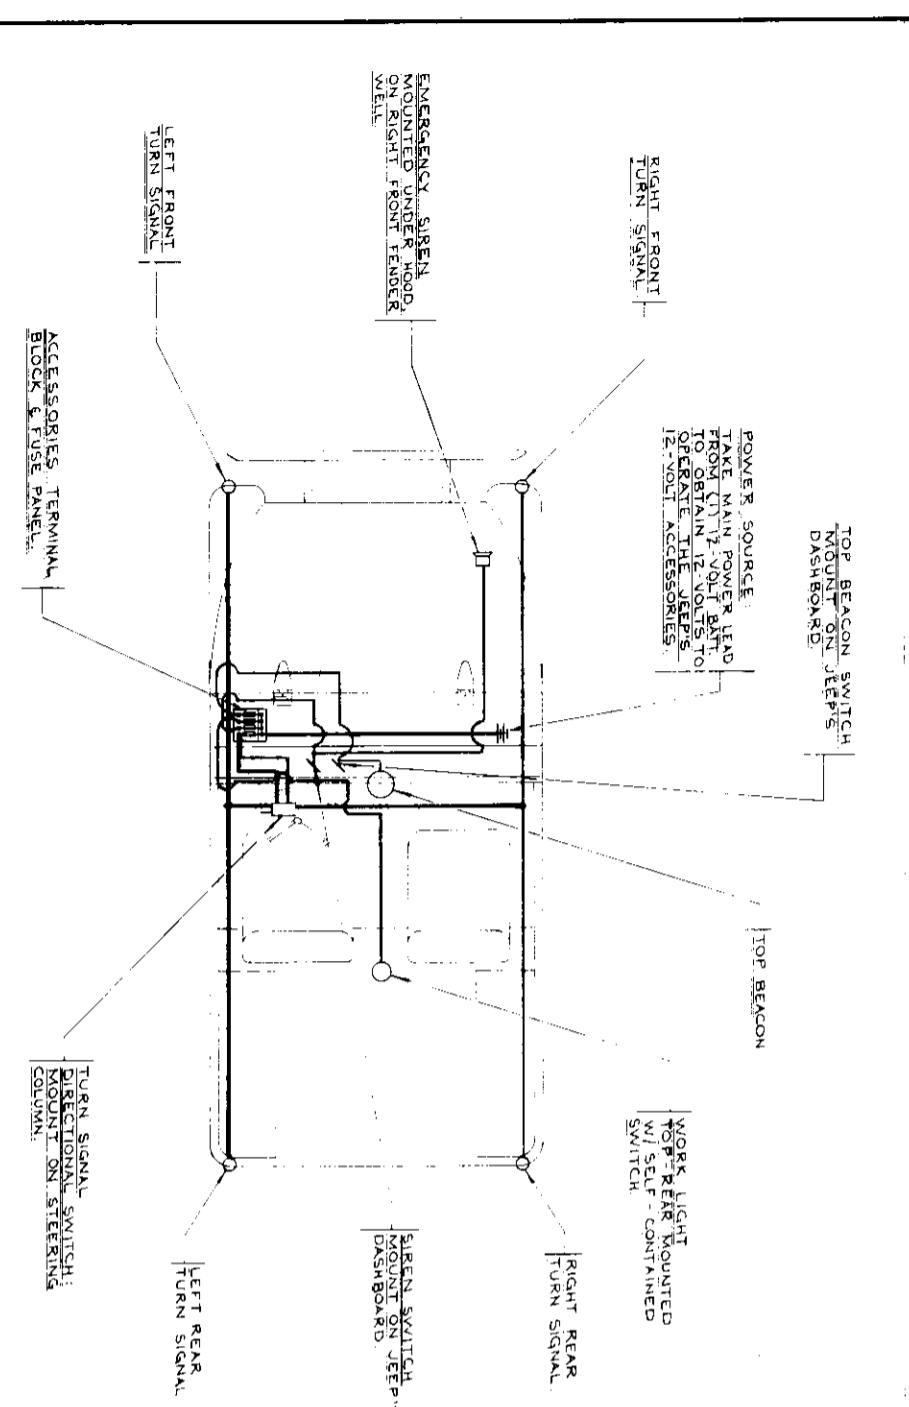 TOP BEACON SWITCH
MOUNT ON JEEP'S
DASHBOARD.
POWER SOURCE:
TAKE MAIN POWER LEAD
FROM (1) 12-VOLT BATT.
TO OBTAIN 12-VOLTS TO
OPERATE THE JEEP'S
12-VOLT ACCESSORIES.
RIGHT FRONT
TURN SIGNAL.
EMERGENCY SIREN
MOUNTED UNDER HOOD,
ON RIGHT FRONT FENDER
WELL.
LEFT FRONT
TURN SIGNAL
ACCESSORIES TERMINAL
BLOCK & FUSE PANEL.
TOP BEACON
WORK LIGHT
TOP-REAR MOUNTED
W/ SELF-CONTAINED
SWITCH.
RIGHT REAR
TURN SIGNAL.
SIREN SWITCH
MOUNT ON JEEP'
DASHBOARD.
LEFT REAR
TURN SIGNAL
TURN SIGNAL
DIRECTIONAL SWITCH:
MOUNT ON STEERING
COLUMN.